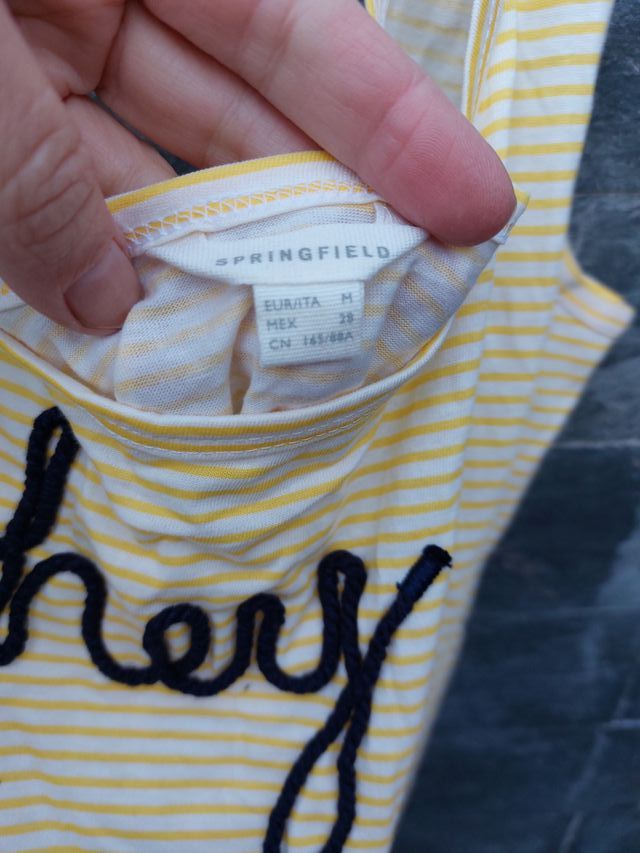 SPRINGFIELD
EUR/ITA M
MEX 28
CN 165/88A
hey